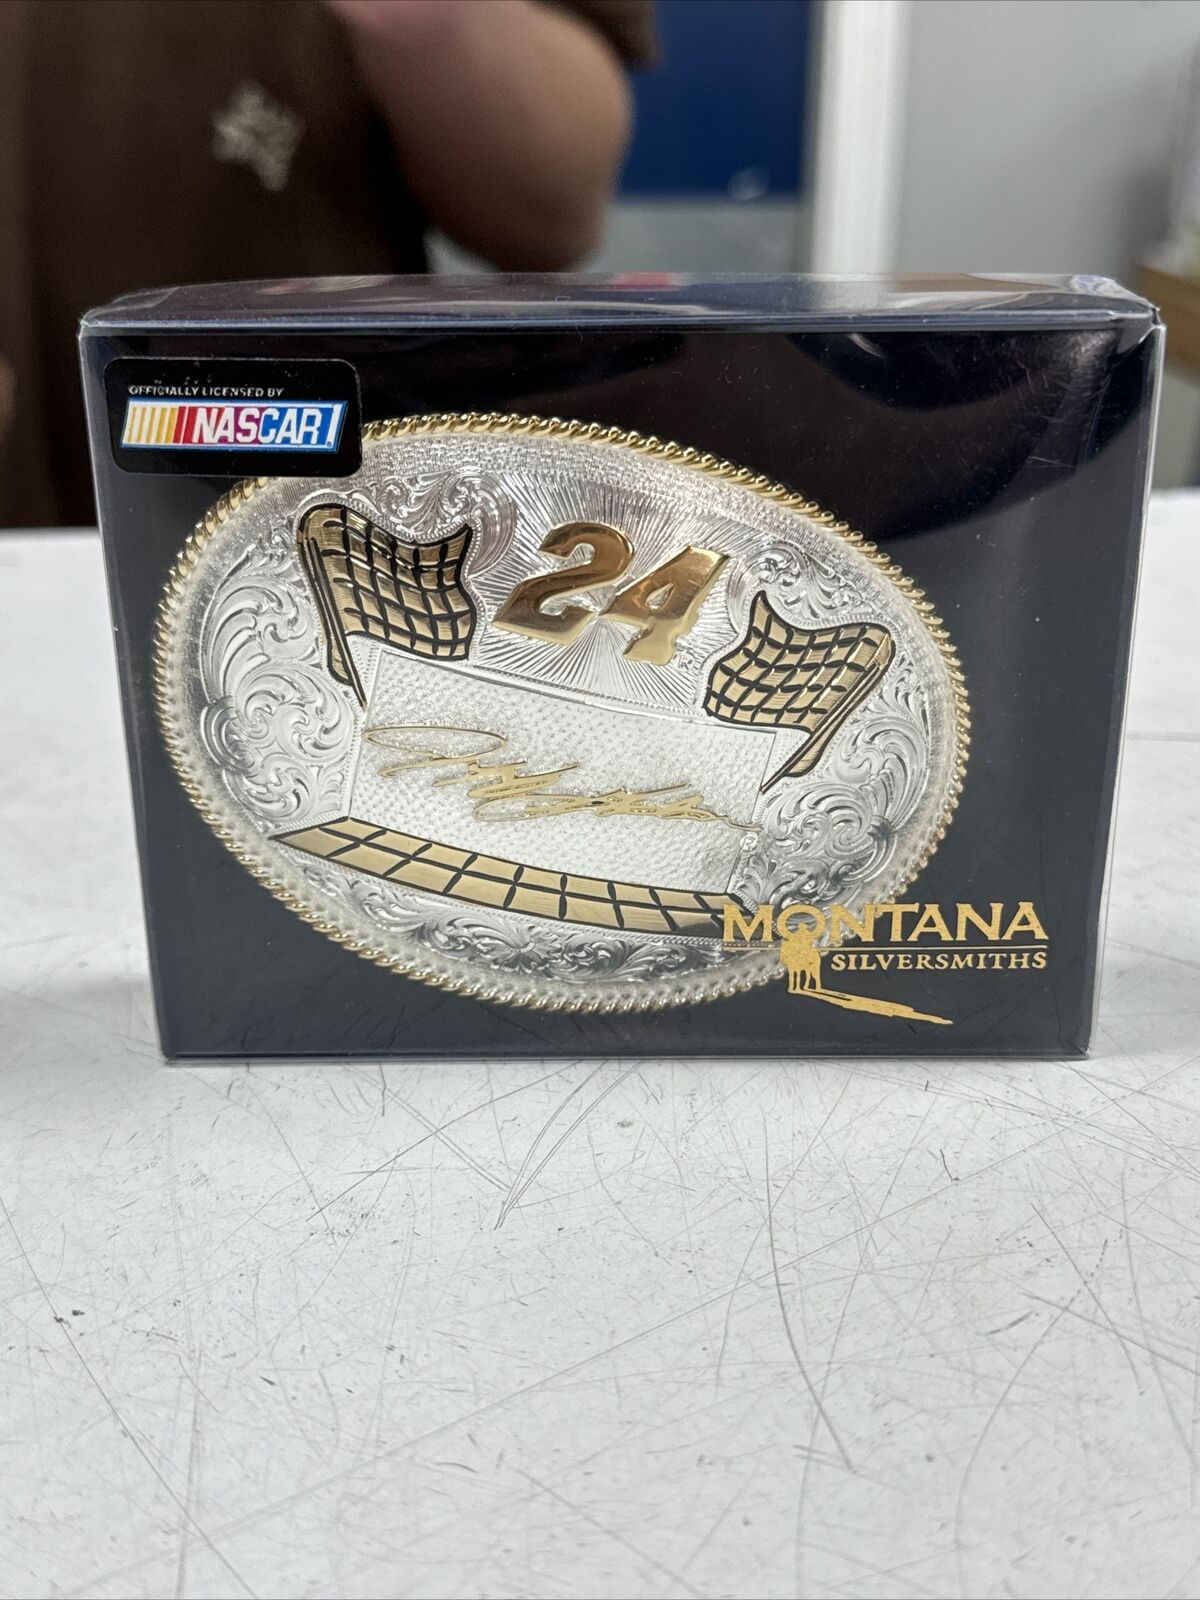 OFFICIALLY LICENSED BY
NASCAR
24
®
®
MONTANA
SILVERSMITHS